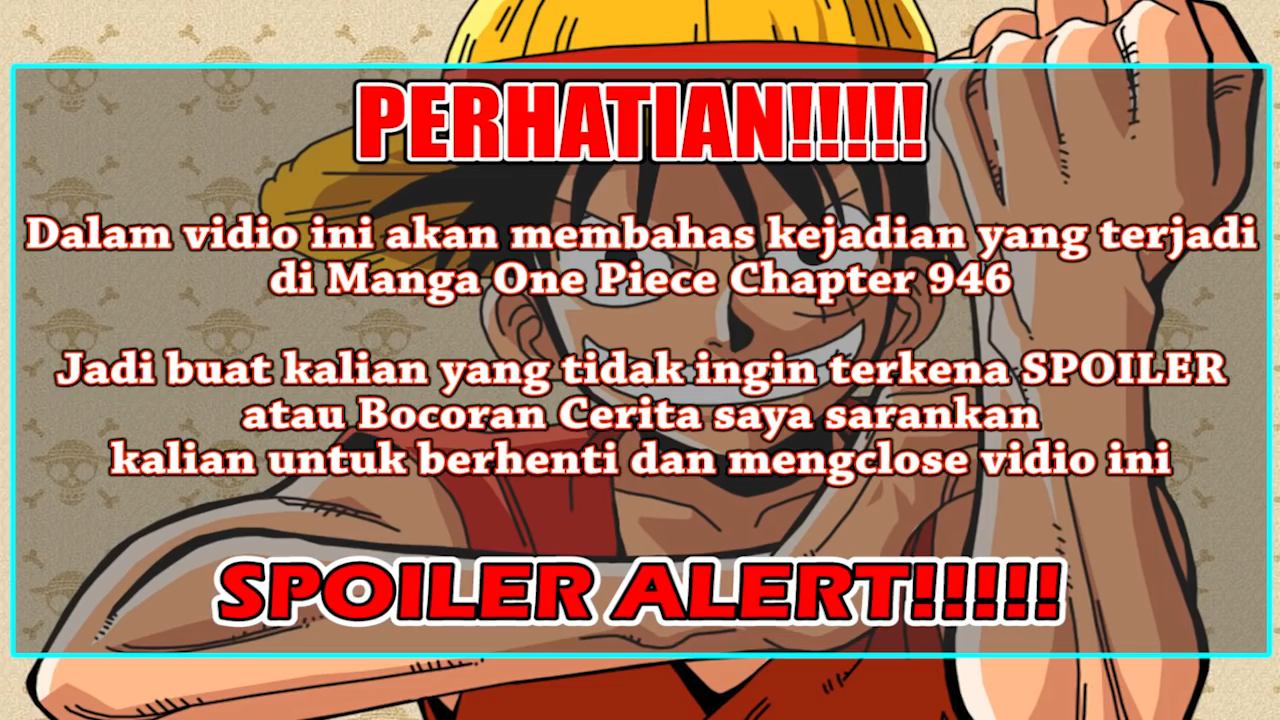 PERHATIAN!!!!!
Dalam vidio ini akan membahas kejadian yang terjadi
di Manga One Piece Chapter 946
Jadi buat kalian yang tidak ingin terkena SPOILER
atau Bocoran Cerita saya sarankan
kalian untuk berhenti dan mengclose vidio ini
SPOILER ALERT!!!!!